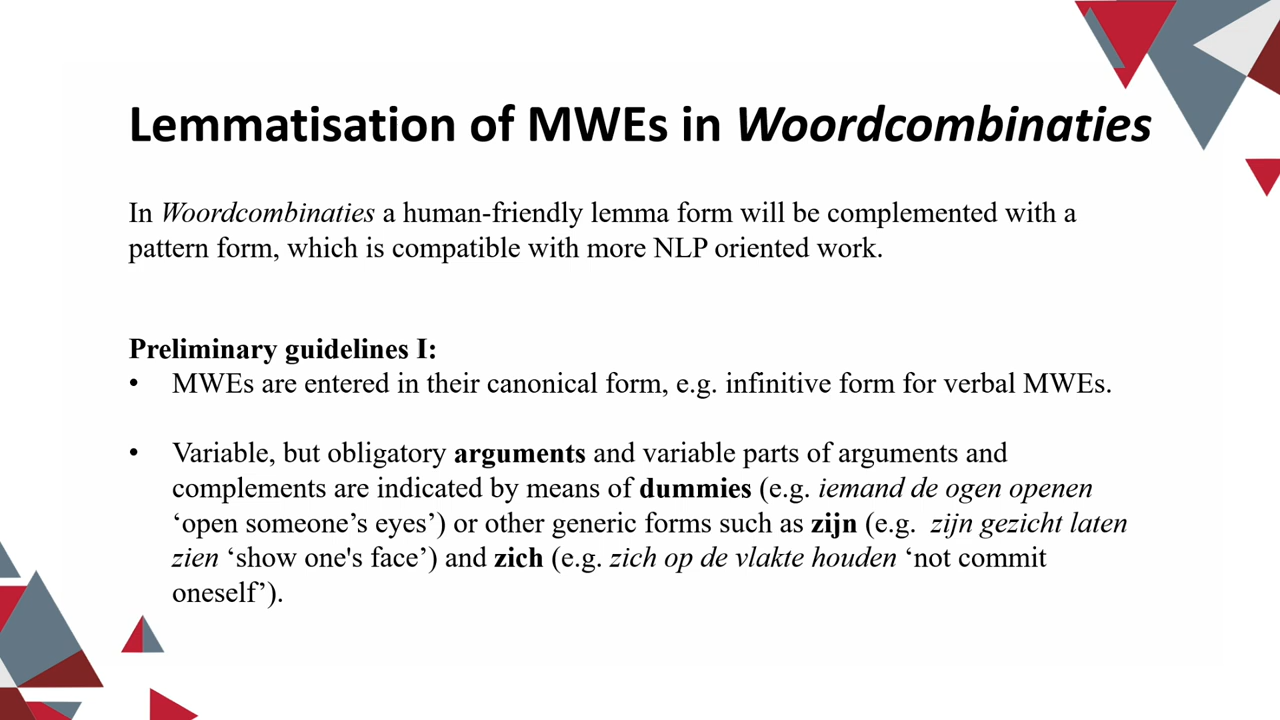 Lemmatisation of MWEs in Woordcombinaties
In Woordcombinaties a human-friendly lemma form will be complemented with a
pattern form, which is compatible with more NLP oriented work.
Preliminary guidelines I:
• MWEs are entered in their canonical form, e.g. infinitive form for verbal MWEs.
• Variable, but obligatory arguments and variable parts of arguments and
complements are indicated by means of dummies (e.g. iemand de ogen openen
‘open someone’s eyes’) or other generic forms such as zijn (e.g. zijn gezicht laten
zien ‘show one's face’) and zich (e.g. zich op de vlakte houden ‘not commit
oneself’).